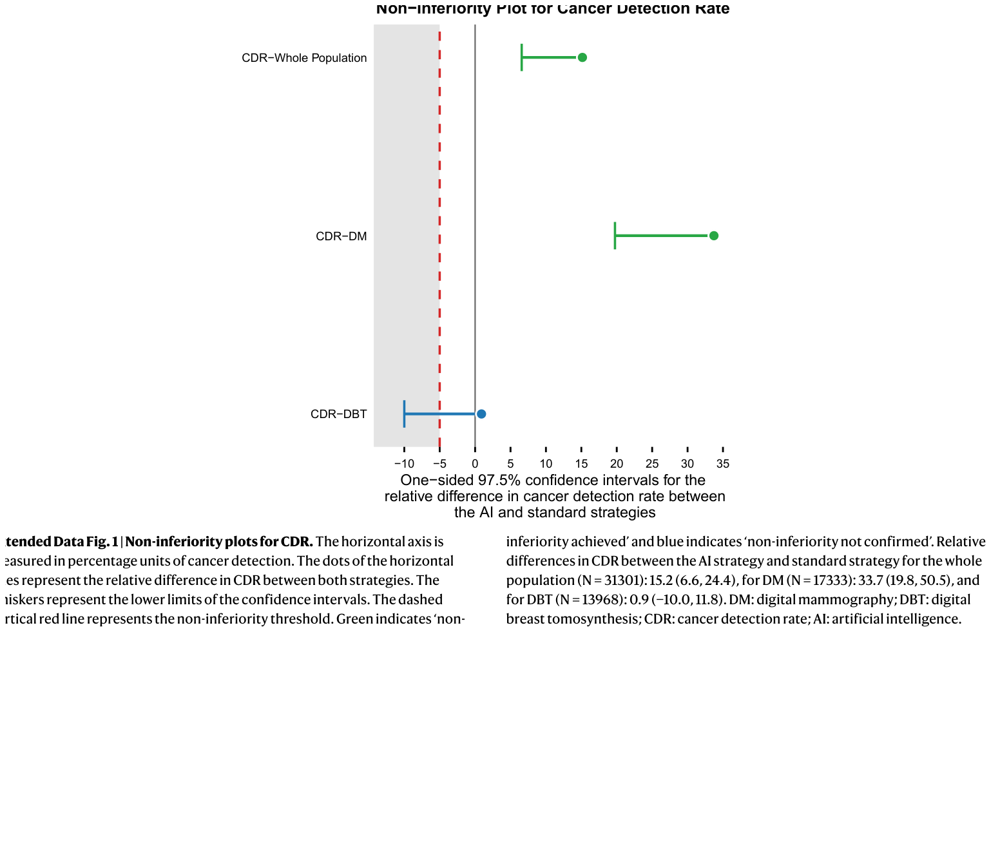 Non−Inferiority Plot for Cancer Detection Rate
CDR−Whole Population
CDR−DM
CDR−DBT
−10 −5 0 5 10 15 20 25 30 35
One−sided 97.5% confidence intervals for the
relative difference in cancer detection rate between
the AI and standard strategies
tended Data Fig. 1 | Non-inferiority plots for CDR. The horizontal axis is
easured in percentage units of cancer detection. The dots of the horizontal
es represent the relative difference in CDR between both strategies. The
hiskers represent the lower limits of the confidence intervals. The dashed
rtical red line represents the non-inferiority threshold. Green indicates ‘non-
inferiority achieved’ and blue indicates ‘non-inferiority not confirmed’. Relative
differences in CDR between the AI strategy and standard strategy for the whole
population (N = 31301): 15.2 (6.6, 24.4), for DM (N = 17333): 33.7 (19.8, 50.5), and
for DBT (N = 13968): 0.9 (−10.0, 11.8). DM: digital mammography; DBT: digital
breast tomosynthesis; CDR: cancer detection rate; AI: artificial intelligence.